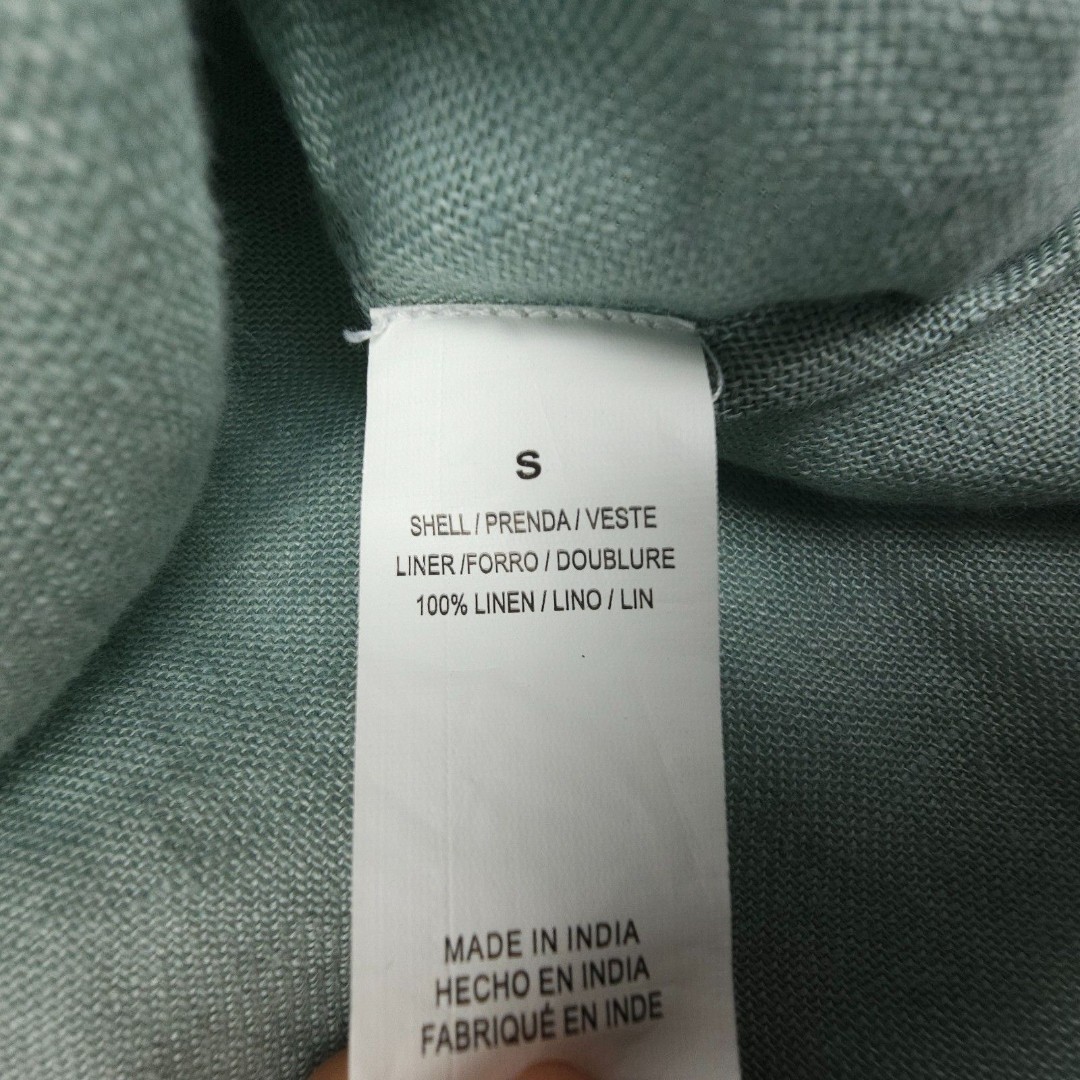 S
SHELL / PRENDA / VESTE
LINER /FORRO / DOUBLURE
100% LINEN / LINO / LIN
MADE IN INDIA
HECHO EN INDIA
FABRIQUÉ EN INDE